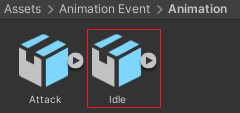 Assets > Animation Event > Animation
Attack
Idle